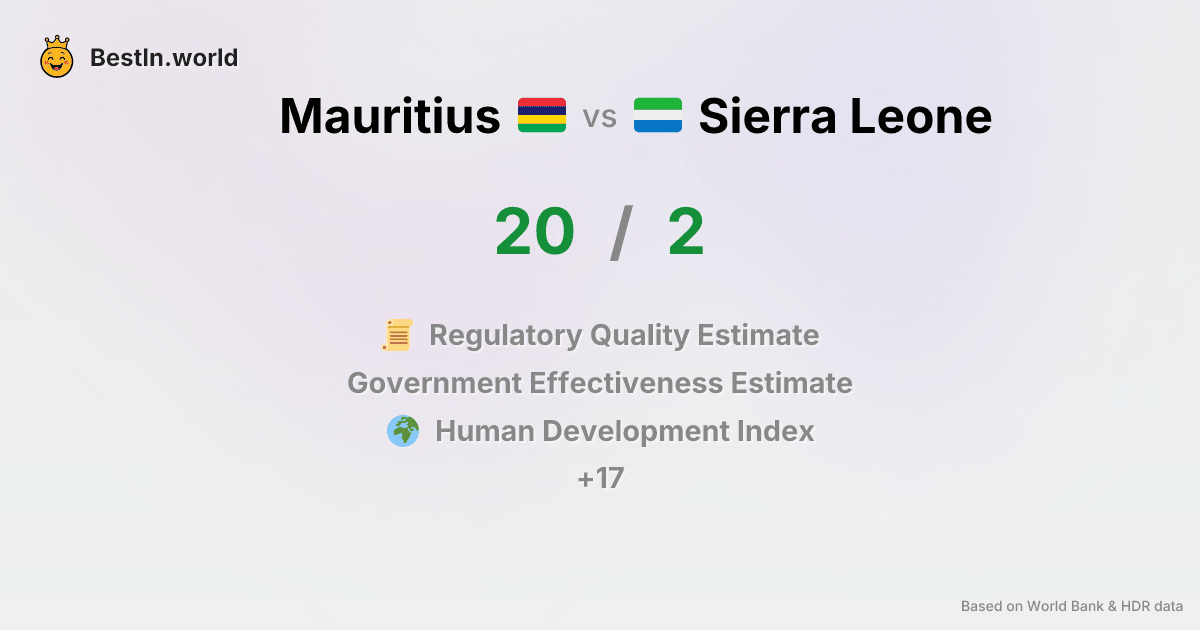 BestIn.world
Mauritius vs Sierra Leone
20 / 2
Regulatory Quality Estimate
Government Effectiveness Estimate
Human Development Index
+17
Based on World Bank & HDR data